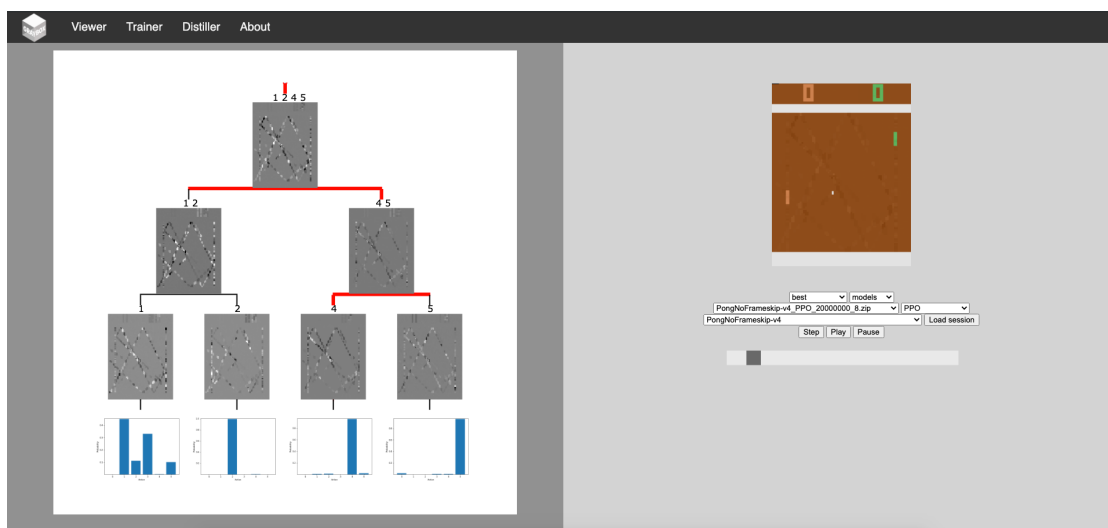 Viewer Trainer Distiller About
1 2 4 5
1 2
4 5
1
2
4
5
best models
PongNoFrameskip-v4_PPO_20000000_8.zip PPO
PongNoFrameskip-v4 Load session
Step Play Pause